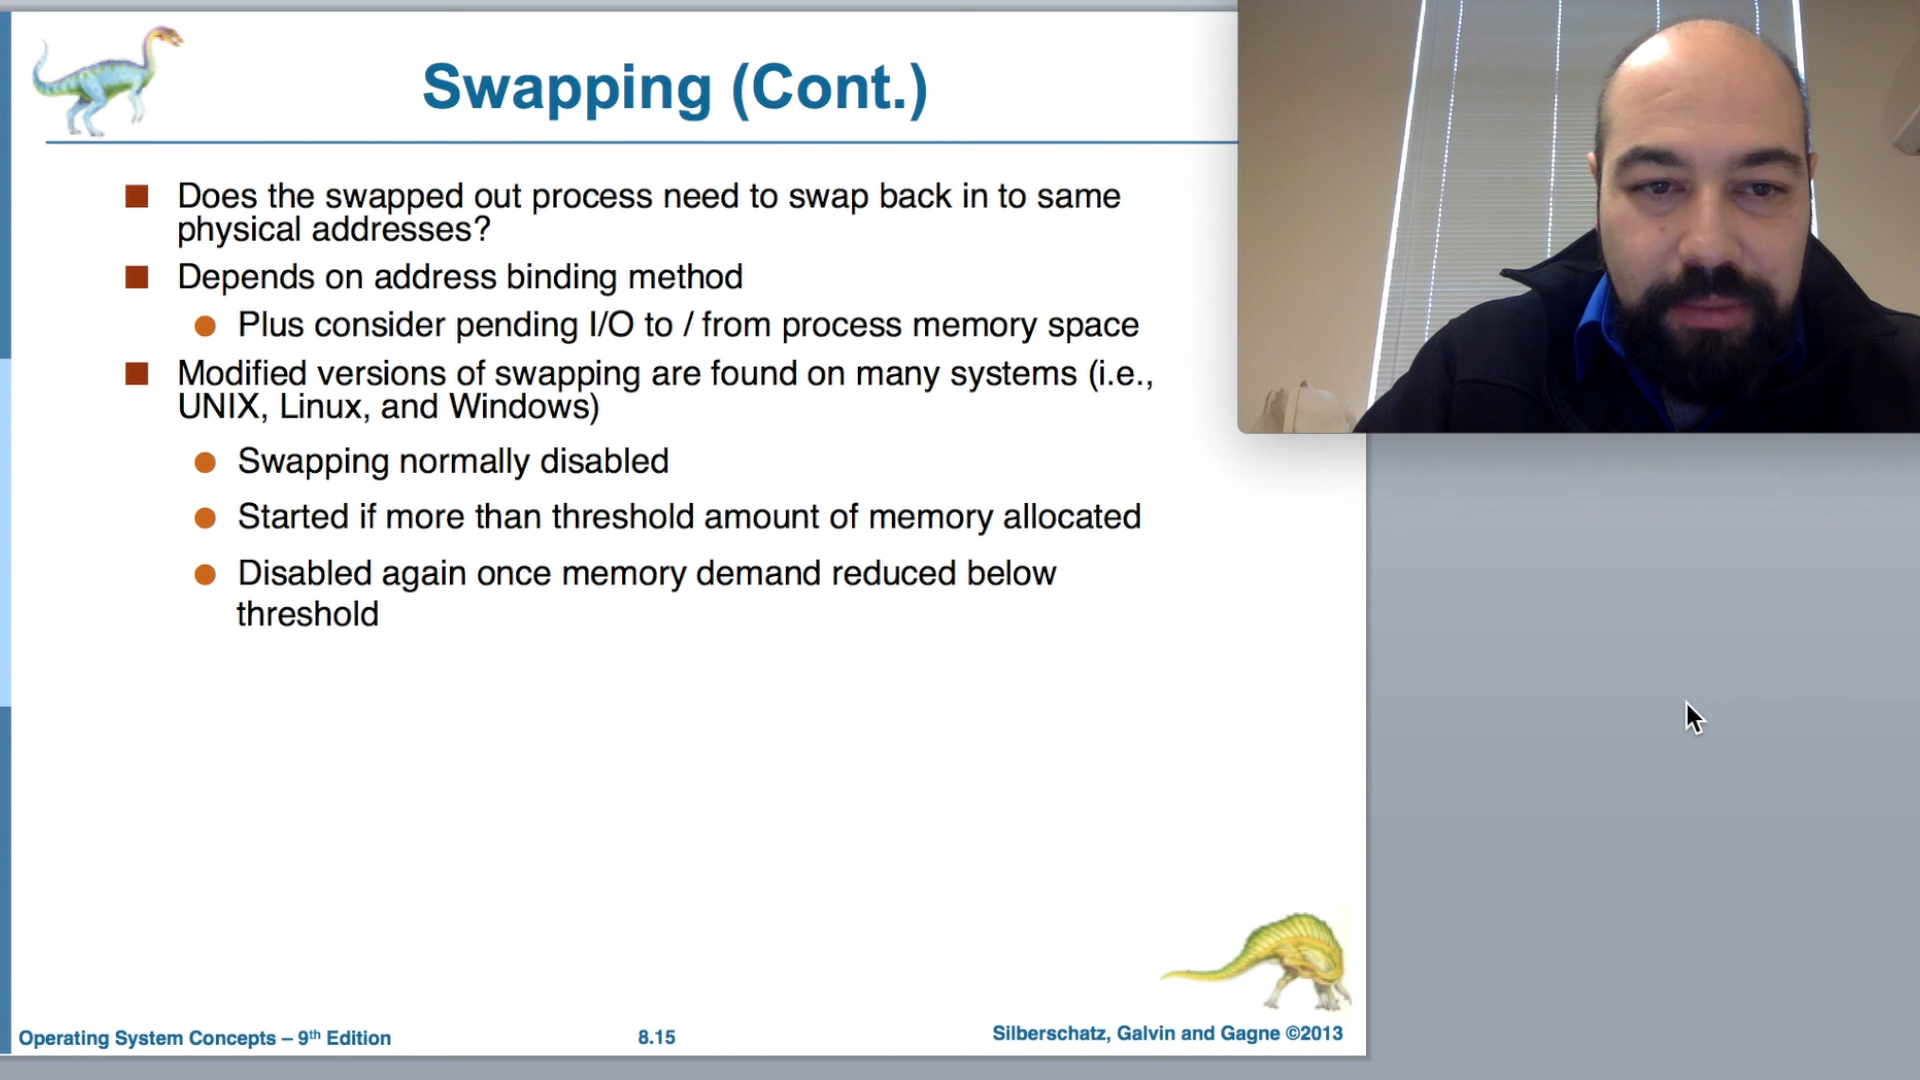 Swapping (Cont.)
Does the swapped out process need to swap back in to same
physical addresses?
Depends on address binding method
Plus consider pending I/O to / from process memory space
Modified versions of swapping are found on many systems (i.e.,
UNIX, Linux, and Windows)
Swapping normally disabled
Started if more than threshold amount of memory allocated
Disabled again once memory demand reduced below
threshold
Operating System Concepts – 9th Edition
8.15
Silberschatz, Galvin and Gagne ©2013